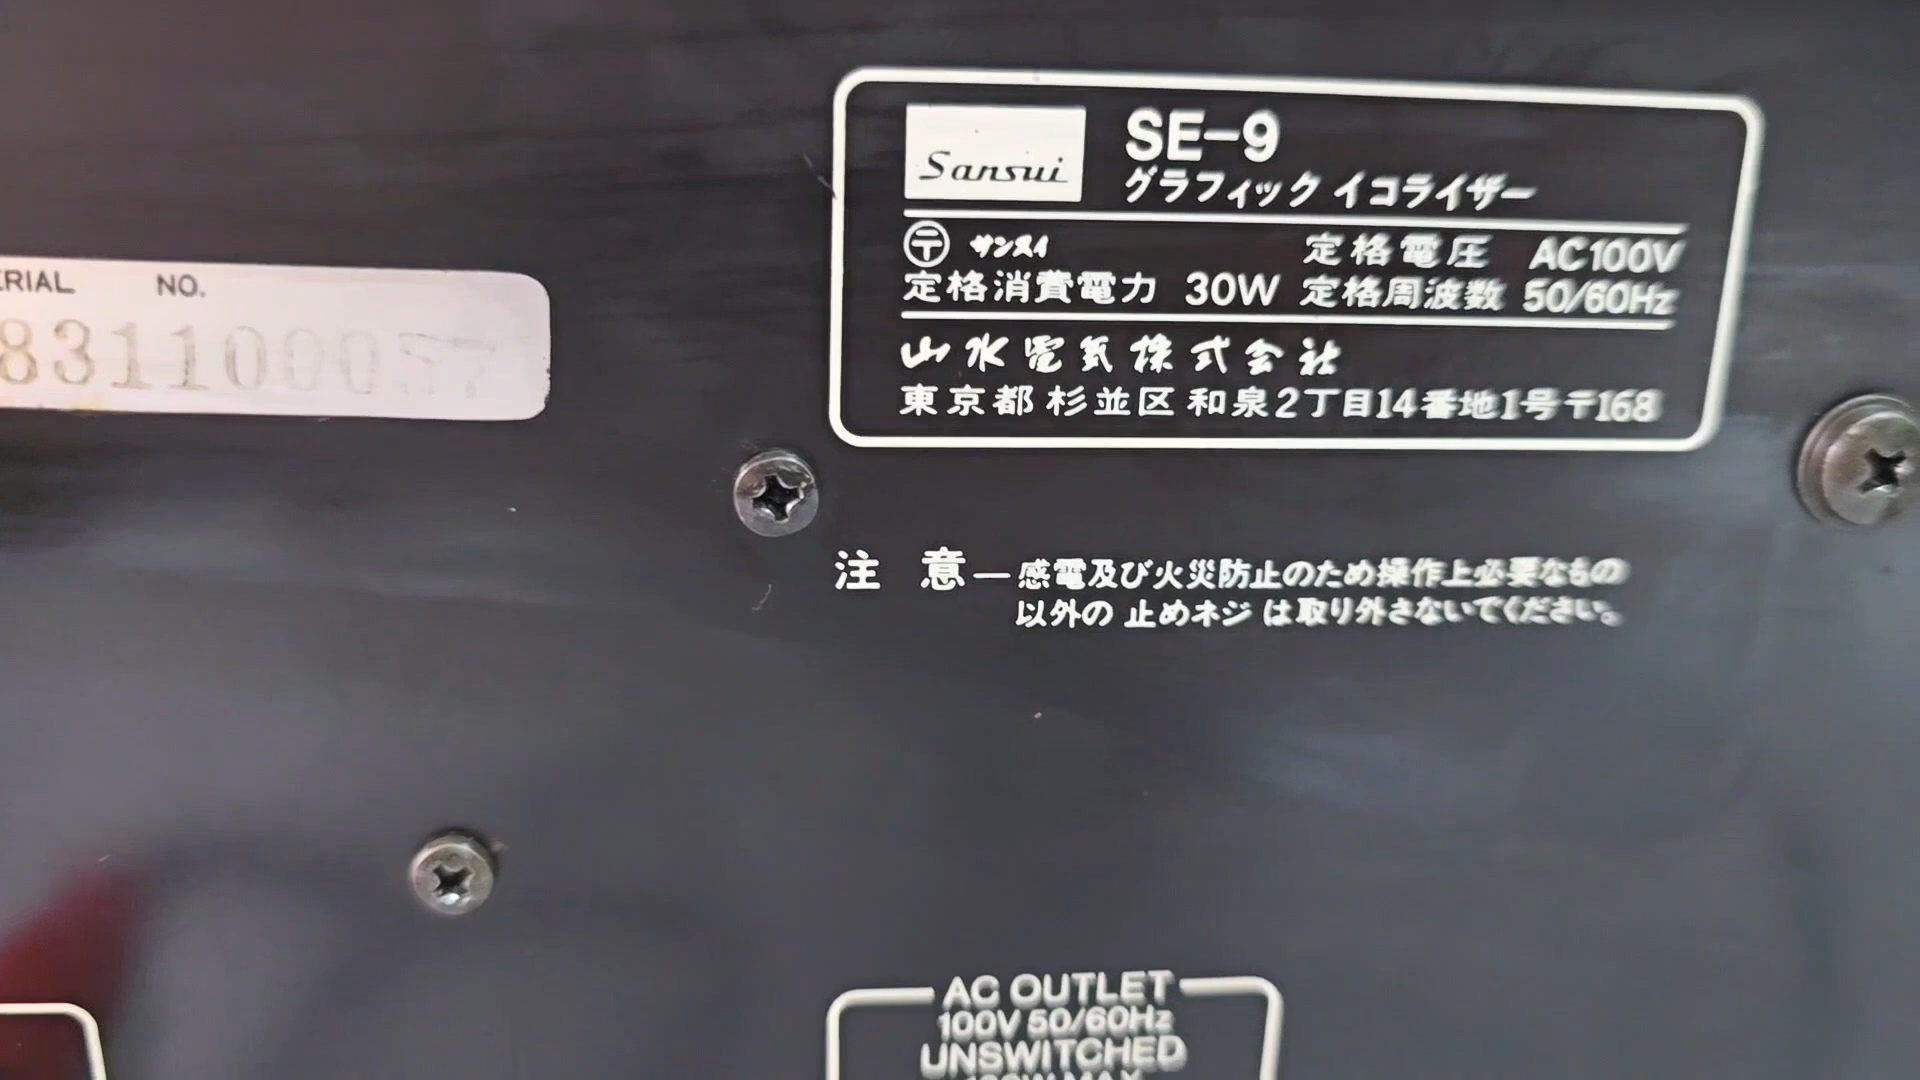 SERIAL NO.
Sansui
SE-9
グラフィック イコライザー
〒 サンスイ 定格電圧 AC100V
定格消費電力 30W 定格周波数 50/60Hz
山水電気株式会社
東京都杉並区和泉2丁目14番地1号〒168
注 意—感電及び火災防止のため操作上必要なもの
以外の 止めネジ は取り外さないでください。
AC OUTLET
100V 50/60Hz
UNSWITCHED